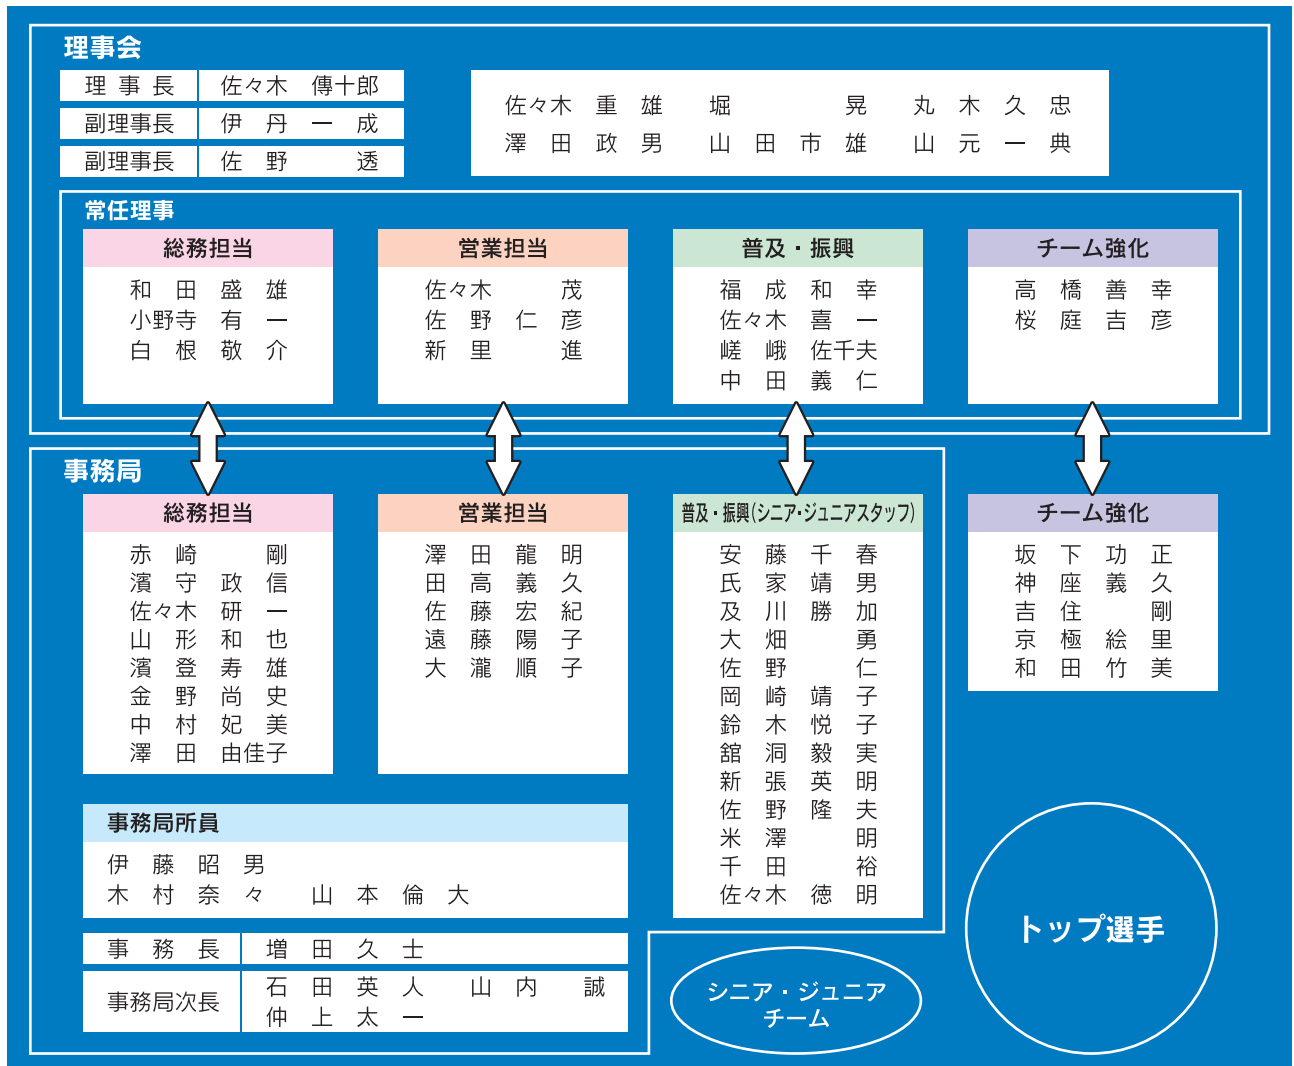 理事会
理事長 佐々木 傳十郎
副理事長 伊丹一成
副理事長 佐野 透
佐々木重雄 堀 晃 丸木久忠
澤田政男 山田市雄 山元一典
常任理事
総務担当
和田盛雄
小野寺有一
白根敬介
営業担当
佐々木 茂
佐野仁彦
新里 進
普及・振興
福成和幸
佐々木喜一
嵯峨佐千夫
中田義仁
チーム強化
高橋善幸
桜庭吉彦
事務局
総務担当
赤崎 剛
濱守政信
佐々木研一
山形和也
濱登寿雄
金野尚史
中村妃美
澤田由佳子
営業担当
澤田龍明
田高義久
佐藤宏紀
遠藤陽子
大瀧順子
普及・振興(シニア・ジュニアスタッフ)
安藤千春
氏家靖男
及川勝加
大畑 勇
佐野 仁
岡崎靖子
鈴木悦子
舘洞毅実
新張英明
佐野隆夫
米澤 明
千田 裕
佐々木徳明
チーム強化
坂下功正
神座義久
吉住 剛
京極絵里
和田竹美
事務局所員
伊藤昭男
木村奈々 山本倫大
事務長 増田久士
事務局次長 石田英人 山内 誠
仲上太一
シニア・ジュニア
チーム
トップ選手